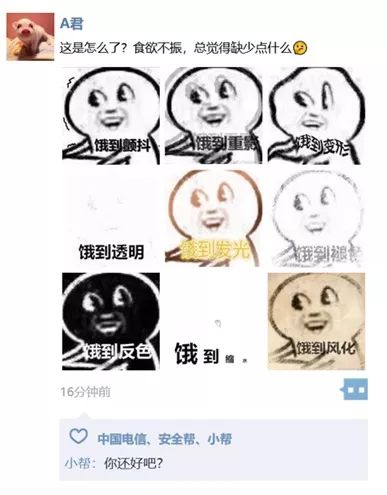 A君
这是怎么了？食欲不振，总觉得缺少点什么
饿到颤抖
饿到重影
饿到变形
饿到透明
饿到发光
饿到褪色
饿到反色
饿到缩水
饿到风化
16分钟前
中国电信、安全帮、小帮
小帮：你还好吧？